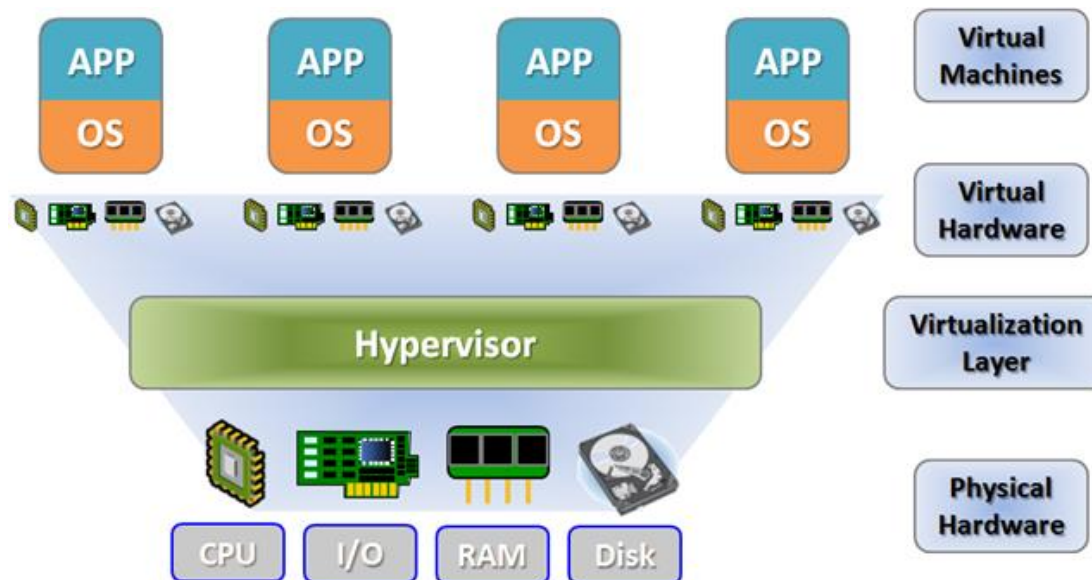 APP APP APP APP
OS OS OS OS
Virtual
Machines
Virtual
Hardware
Hypervisor
Virtualization
Layer
CPU I/O RAM Disk
Physical
Hardware